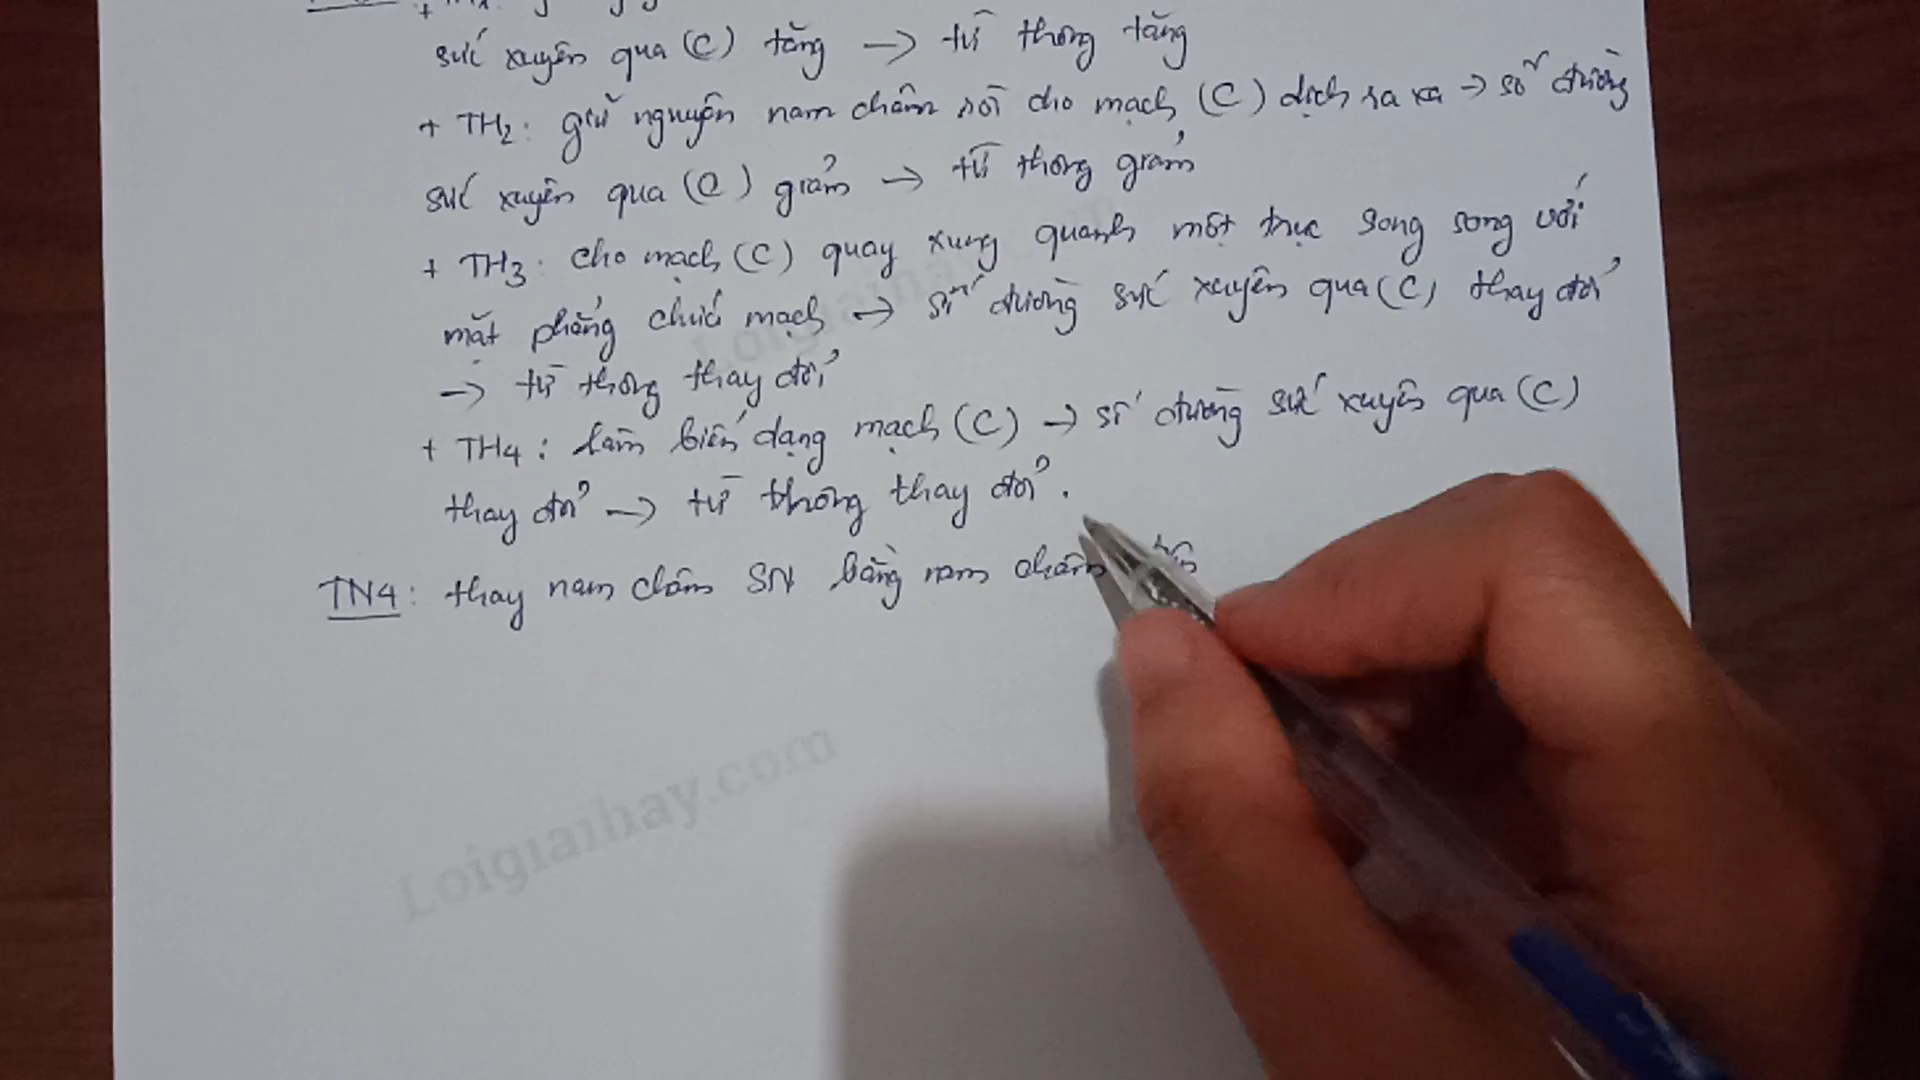 sức xuyên qua (C) tăng → từ thông tăng
+ TH2: giữ nguyên nam châm rồi cho mạch (C) dịch ra xa → số đường
sức xuyên qua (C) giảm → từ thông giảm
+ TH3: cho mạch (C) quay xung quanh một trục song song với
mặt phẳng chứa mạch → số đường sức xuyên qua (C) thay đổi
→ từ thông thay đổi
+ TH4: làm biến dạng mạch (C) → số đường sức xuyên qua (C)
thay đổi → từ thông thay đổi.
TN4: thay nam châm SN bằng nam châm
Loigiaihay.com